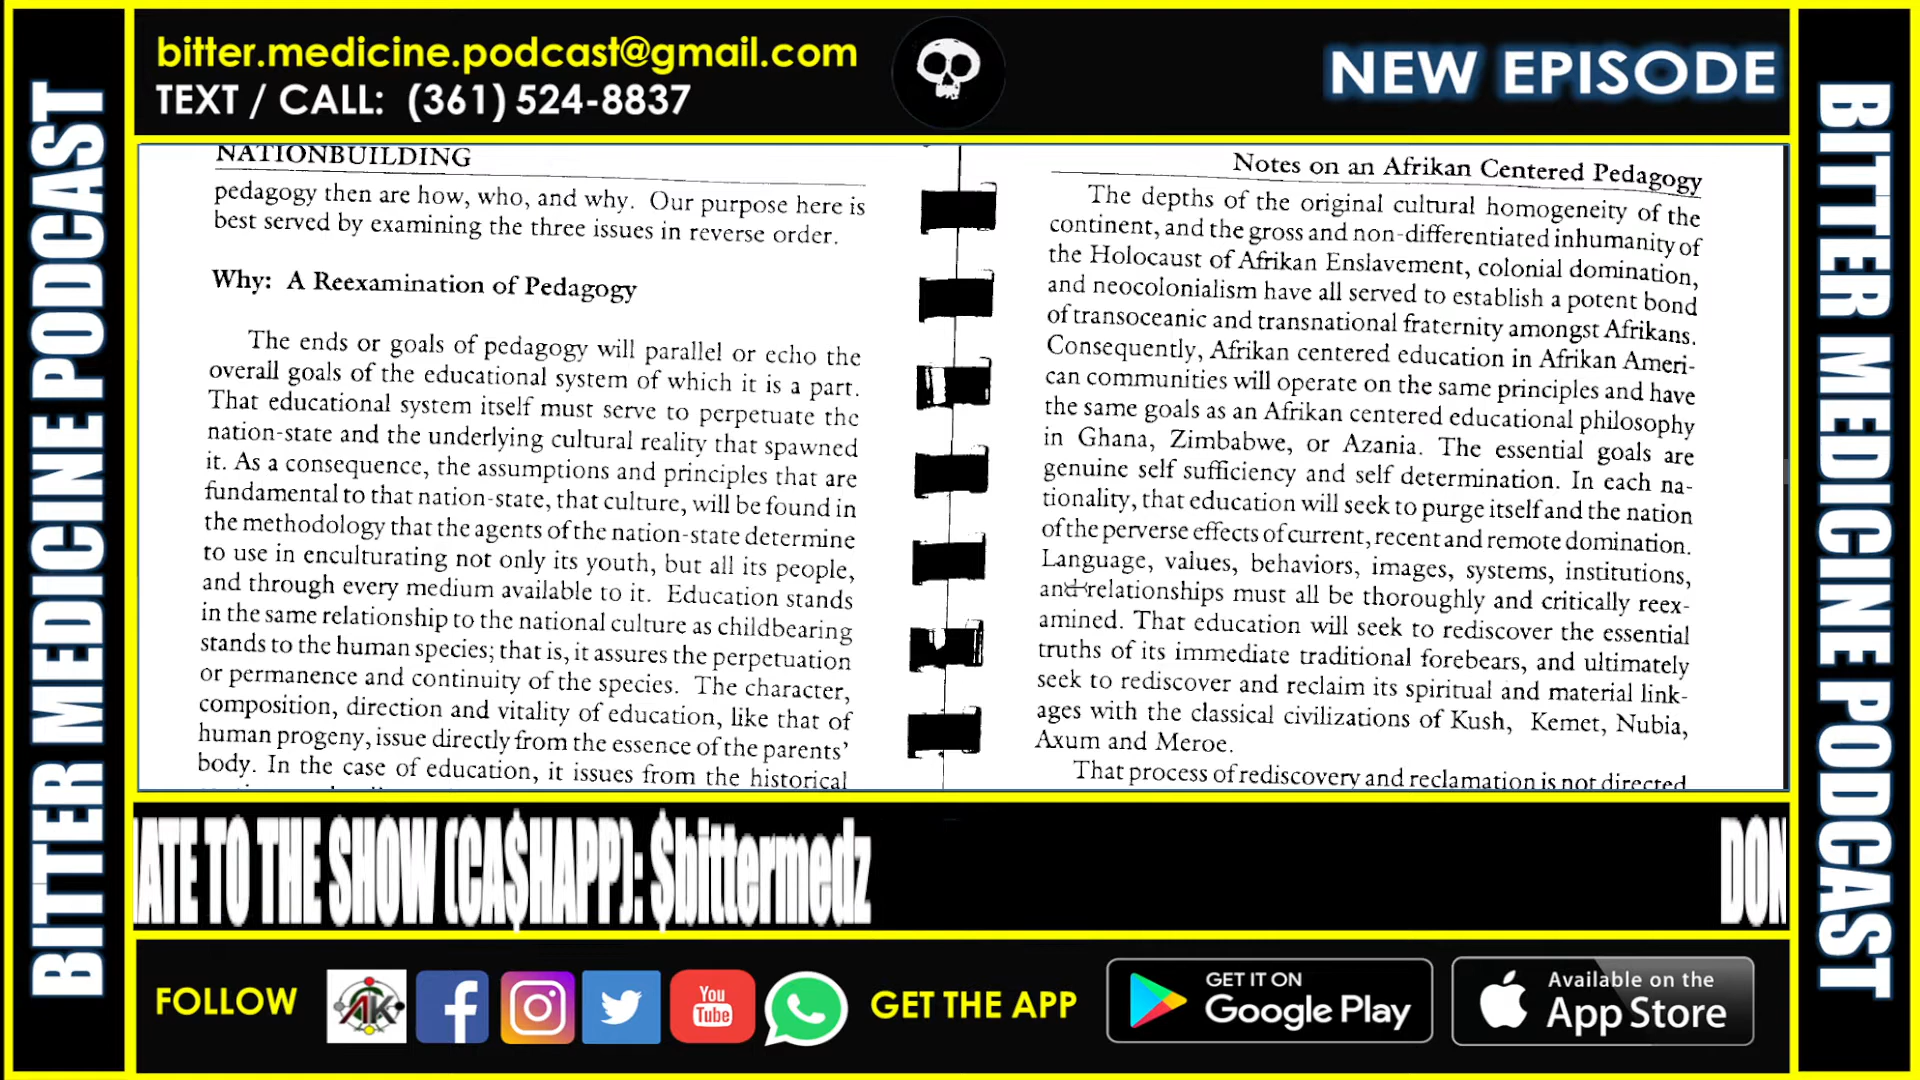 bitter.medicine.podcast@gmail.com
TEXT / CALL: (361) 524-8837
NEW EPISODE
BITTER MEDICINE PODCAST
NATIONBUILDING
pedagogy then are how, who, and why. Our purpose here is
best served by examining the three issues in reverse order.
Why: A Reexamination of Pedagogy
The ends or goals of pedagogy will parallel or echo the
overall goals of the educational system of which it is a part.
That educational system itself must serve to perpetuate the
nation-state and the underlying cultural reality that spawned
it. As a consequence, the assumptions and principles that are
fundamental to that nation-state, that culture, will be found in
the methodology that the agents of the nation-state determine
to use in enculturating not only its youth, but all its people,
and through every medium available to it. Education stands
in the same relationship to the national culture as childbearing
stands to the human species; that is, it assures the perpetuation
or permanence and continuity of the species. The character,
composition, direction and vitality of education, like that of
human progeny, issue directly from the essence of the parents'
body. In the case of education, it issues from the historical
Notes on an Afrikan Centered Pedagogy
The depths of the original cultural homogeneity of the
continent, and the gross and non-differentiated inhumanity of
the Holocaust of Afrikan Enslavement, colonial domination,
and neocolonialism have all served to establish a potent bond
of transoceanic and transnational fraternity amongst Afrikans.
Consequently, Afrikan centered education in Afrikan Ameri-
can communities will operate on the same principles and have
the same goals as an Afrikan centered educational philosophy
in Ghana, Zimbabwe, or Azania. The essential goals are
genuine self sufficiency and self determination. In each na-
tionality, that education will seek to purge itself and the nation
of the perverse effects of current, recent and remote domination.
Language, values, behaviors, images, systems, institutions,
and relationships must all be thoroughly and critically reex-
amined. That education will seek to rediscover the essential
truths of its immediate traditional forebears, and ultimately
seek to rediscover and reclaim its spiritual and material link-
ages with the classical civilizations of Kush, Kemet, Nubia,
Axum and Meroe.
That process of rediscovery and reclamation is not directed
BITTER MEDICINE PODCAST
ATE TO THE SHOW (CA$HAPP): $bittermedz
DON
FOLLOW
AK
You
Tube
GET THE APP
GET IT ON
Google Play
Available on the
App Store